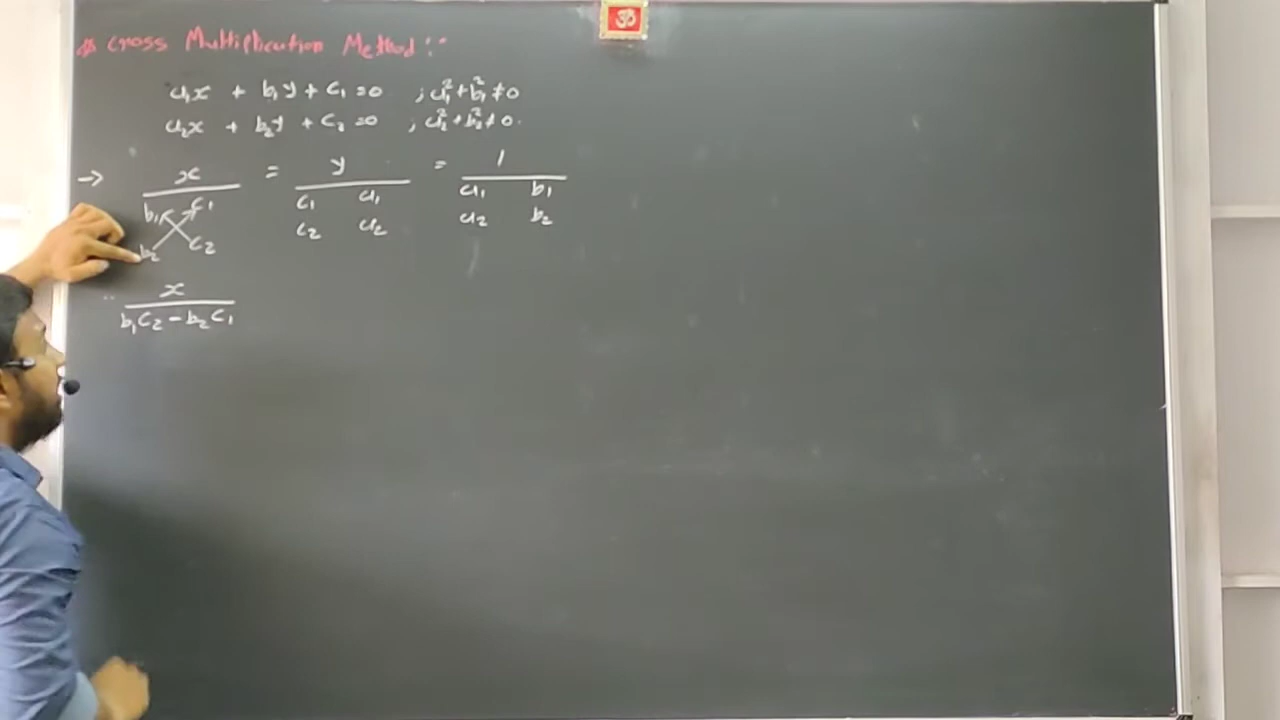 * Cross Multiplication Method :-
a₁x + b₁y + c₁ = 0 ; a₁² + b₁² ≠ 0
a₂x + b₂y + c₂ = 0 ; a₂² + b₂² ≠ 0.
→ x = y = 1
b₁ c₁ c₁ a₁ a₁ b₁
b₂ c₂ c₂ a₂ a₂ b₂
∴ x
b₁c₂ - b₂c₁
ॐ